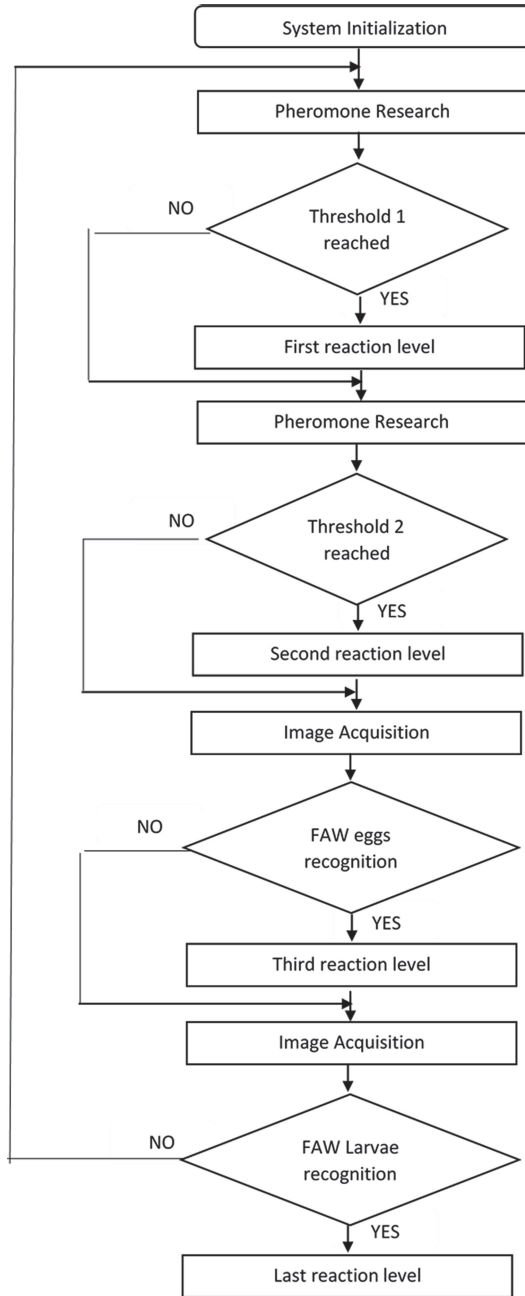 System Initialization
Pheromone Research
NO
Threshold 1
reached
YES
First reaction level
Pheromone Research
NO
Threshold 2
reached
YES
Second reaction level
Image Acquisition
NO
FAW eggs
recognition
YES
Third reaction level
Image Acquisition
NO
FAW Larvae
recognition
YES
Last reaction level